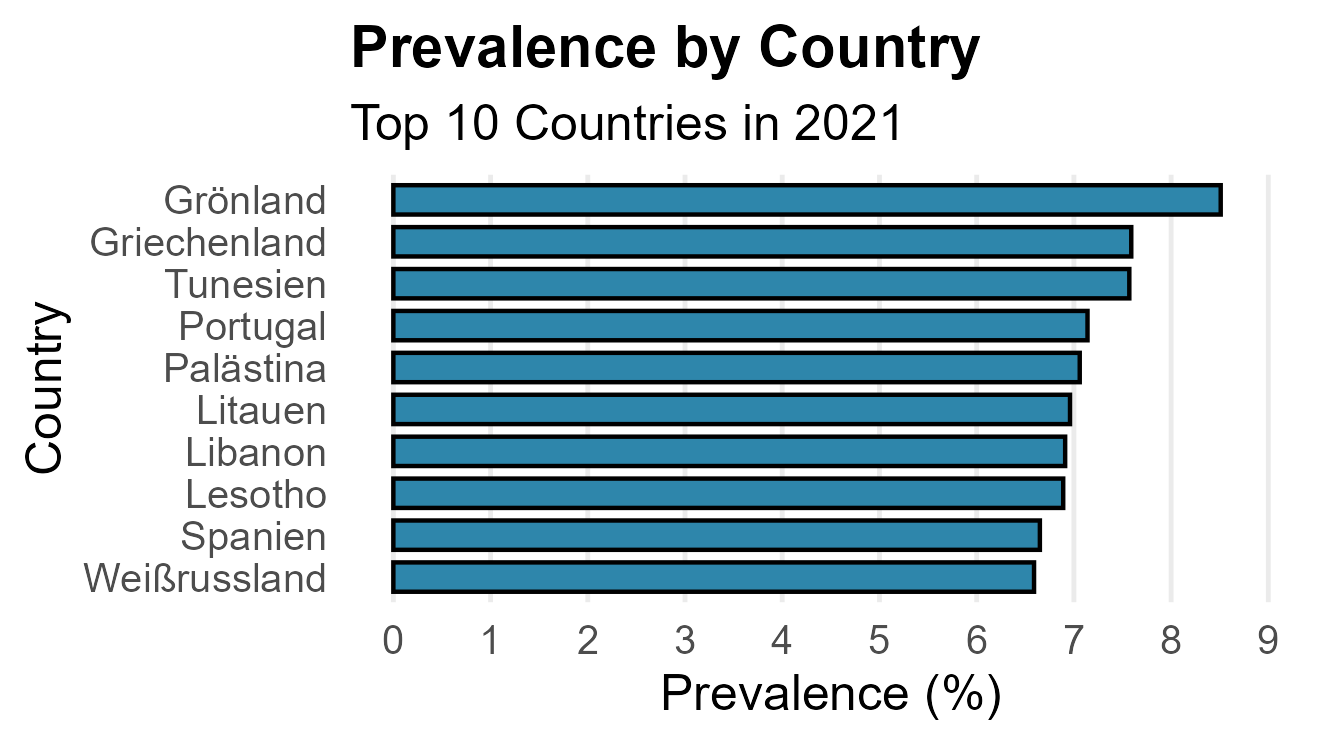 Prevalence by Country
Top 10 Countries in 2021
Country
Grönland
Griechenland
Tunesien
Portugal
Palästina
Litauen
Libanon
Lesotho
Spanien
Weißrussland
0 1 2 3 4 5 6 7 8 9
Prevalence (%)